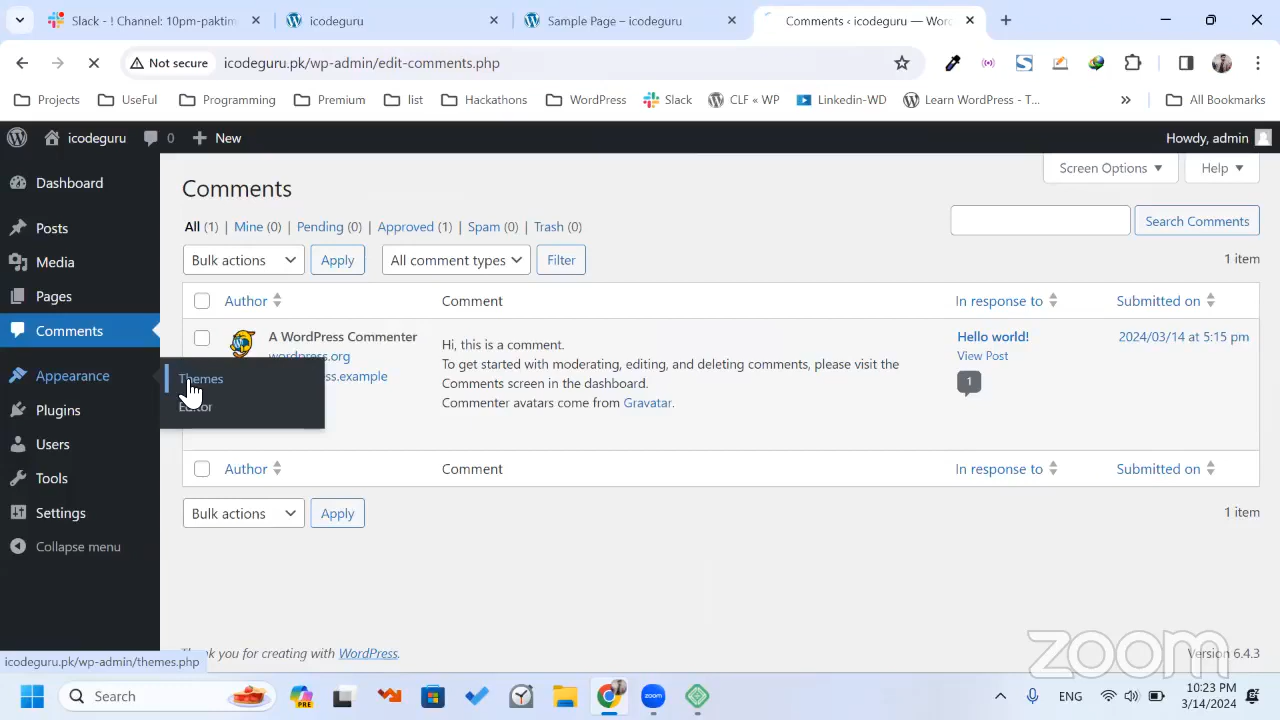 Slack - ! Channel: 10pm-paktim
icodeguru
Sample Page – icodeguru
Comments ‹ icodeguru — Wor
Not secure
icodeguru.pk/wp-admin/edit-comments.php
Projects
UseFul
Programming
Premium
list
Hackathons
WordPress
Slack
CLF « WP
Linkedin-WD
Learn WordPress - T...
»
All Bookmarks
icodeguru
0
New
Howdy, admin
Dashboard
Posts
Media
Pages
Comments
Appearance
Plugins
Users
Tools
Settings
Collapse menu
Themes
Editor
Screen Options
Help
Comments
All (1) | Mine (0) | Pending (0) | Approved (1) | Spam (0) | Trash (0)
Search Comments
Bulk actions
Apply
All comment types
Filter
1 item
Author
Comment
In response to
Submitted on
A WordPress Commenter
wordpress.org
ss.example
Hi, this is a comment.
To get started with moderating, editing, and deleting comments, please visit the
Comments screen in the dashboard.
Commenter avatars come from Gravatar.
Hello world!
View Post
1
2024/03/14 at 5:15 pm
Author
Comment
In response to
Submitted on
Bulk actions
Apply
1 item
k you for creating with WordPress.
Version 6.4.3
zoom
icodeguru.pk/wp-admin/themes.php
Search
PRE
zoom
ENG
10:23 PM
3/14/2024